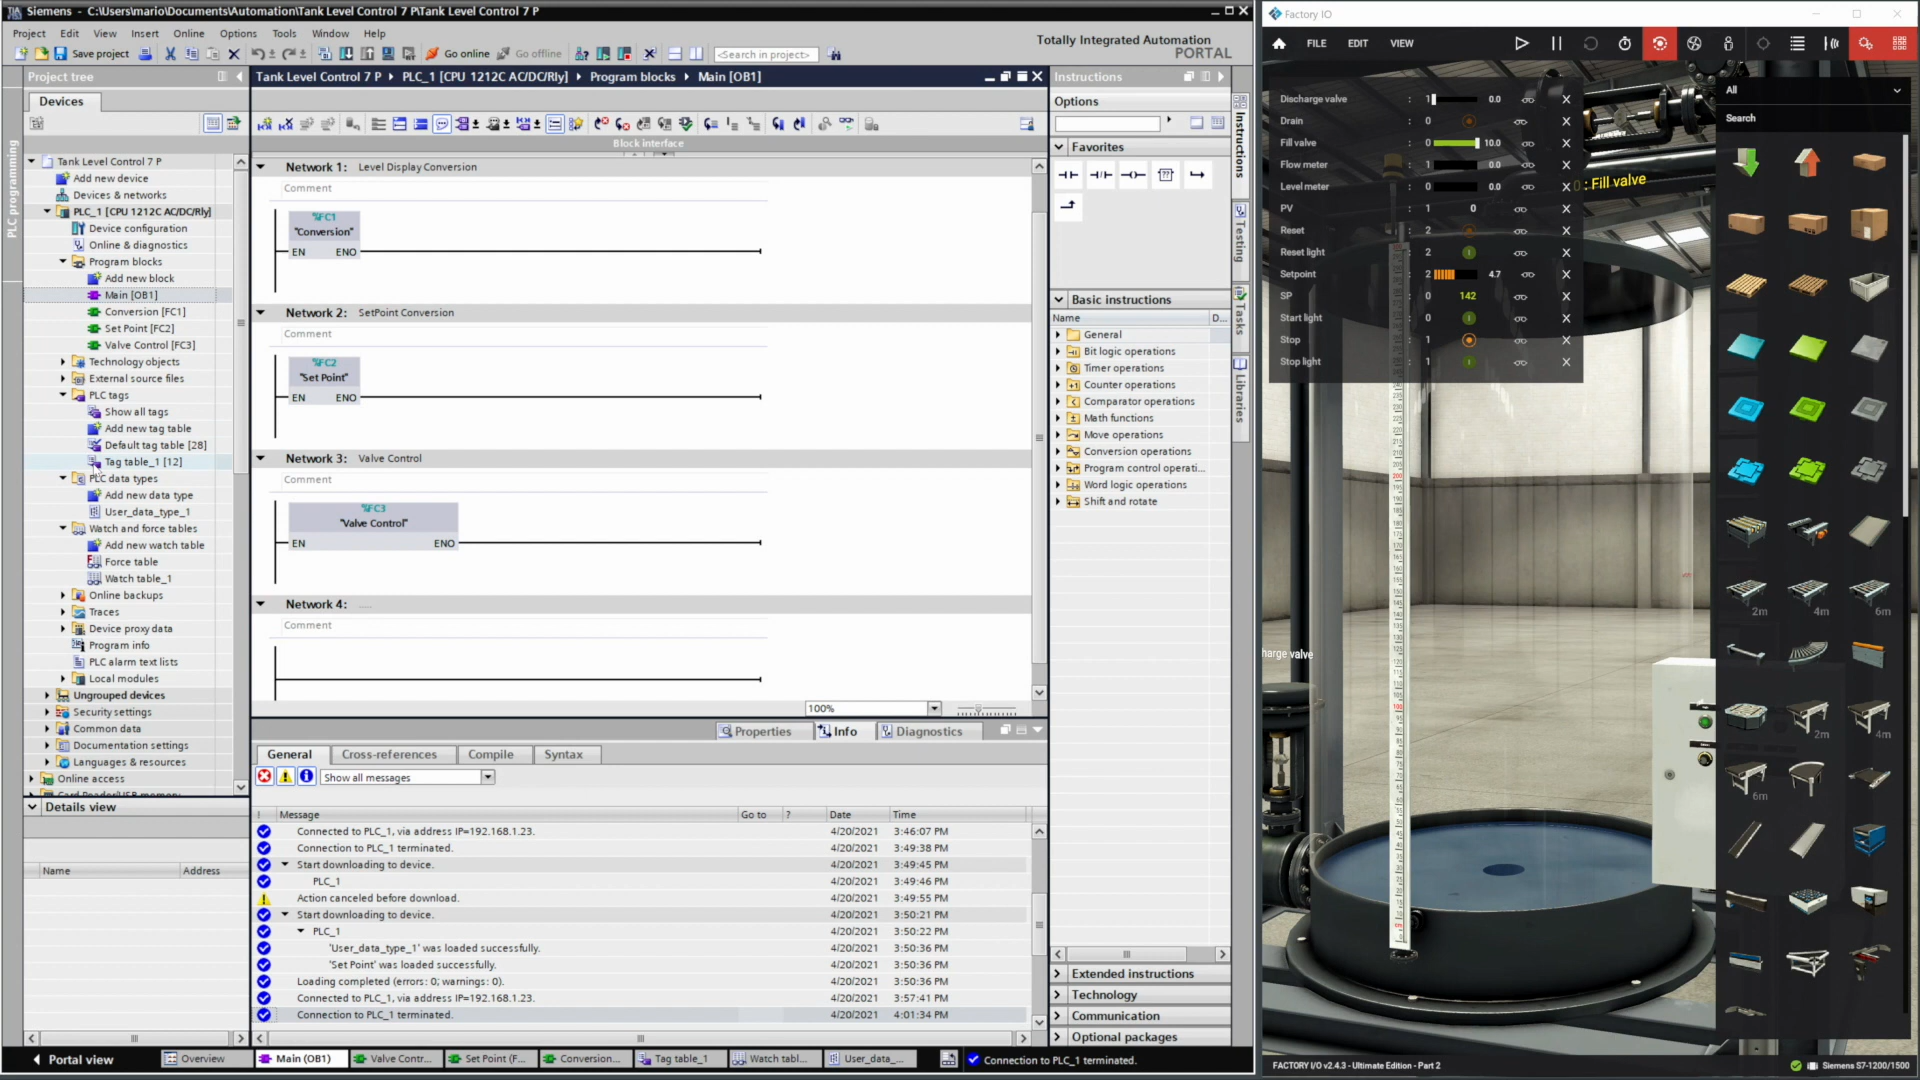 Siemens - C:\Users\mario\Documents\Automation\Tank Level Control 7 P\Tank Level Control 7 P
Project Edit View Insert Online Options Tools Window Help
Totally Integrated Automation
PORTAL
Save project
Go online
Go offline
<Search in project>
Project tree
Tank Level Control 7 P
PLC_1 [CPU 1212C AC/DC/Rly]
Program blocks
Main [OB1]
Instructions
Devices
Options
PLC programming
Tank Level Control 7 P
Add new device
Devices & networks
PLC_1 [CPU 1212C AC/DC/Rly]
Device configuration
Online & diagnostics
Program blocks
Add new block
Main [OB1]
Conversion [FC1]
Set Point [FC2]
Valve Control [FC3]
Technology objects
External source files
PLC tags
Show all tags
Add new tag table
Default tag table [28]
Tag table_1 [12]
PLC data types
Add new data type
User_data_type_1
Watch and force tables
Add new watch table
Force table
Watch table_1
Online backups
Traces
Device proxy data
Program info
PLC alarm text lists
Local modules
Ungrouped devices
Security settings
Common data
Documentation settings
Languages & resources
Online access
Details view
Name Address
Block interface
Network 1: Level Display Conversion
Comment
%FC1
"Conversion"
EN ENO
Network 2: SetPoint Conversion
Comment
%FC2
"Set Point"
EN ENO
Network 3: Valve Control
Comment
%FC3
"Valve Control"
EN ENO
Network 4: .....
Comment
100%
Properties
Info
Diagnostics
General Cross-references Compile Syntax
Show all messages
! Message Go to ? Date Time
Connected to PLC_1, via address IP=192.168.1.23. 4/20/2021 3:46:07 PM
Connection to PLC_1 terminated. 4/20/2021 3:49:38 PM
Start downloading to device. 4/20/2021 3:49:45 PM
PLC_1 4/20/2021 3:49:46 PM
Action canceled before download. 4/20/2021 3:49:55 PM
Start downloading to device. 4/20/2021 3:50:21 PM
PLC_1 4/20/2021 3:50:22 PM
'User_data_type_1' was loaded successfully. 4/20/2021 3:50:36 PM
'Set Point' was loaded successfully. 4/20/2021 3:50:36 PM
Loading completed (errors: 0; warnings: 0). 4/20/2021 3:50:36 PM
Connected to PLC_1, via address IP=192.168.1.23. 4/20/2021 3:57:41 PM
Connection to PLC_1 terminated. 4/20/2021 4:01:34 PM
Favorites
Basic instructions
Name D...
General
Bit logic operations
Timer operations
Counter operations
Comparator operations
Math functions
Move operations
Conversion operations
Program control operati...
Word logic operations
Shift and rotate
Extended instructions
Technology
Communication
Optional packages
Instructions
Testing
Tasks
Libraries
Portal view
Overview
Main (OB1)
Valve Contr...
Set Point (F...
Conversion...
Tag table_1
Watch tabl...
User_data_...
Connection to PLC_1 terminated.
Factory IO
FILE EDIT VIEW
Discharge valve : 1 0.0 X
Drain : 0 X
Fill valve : 0 10.0 X
Flow meter : 1 0.0 X
Level meter : 0 0.0 X
PV : 1 0 X
Reset : 2 X
Reset light : 2 X
Setpoint : 2 4.7 X
SP : 0 142 X
Start light : 0 X
Stop : 1 X
Stop light : 1 X
: Fill valve
harge valve
All
Search
2m 4m 6m
2m 4m
6m
FACTORY I/O v2.4.3 - Ultimate Edition - Part 2
Siemens S7-1200/1500